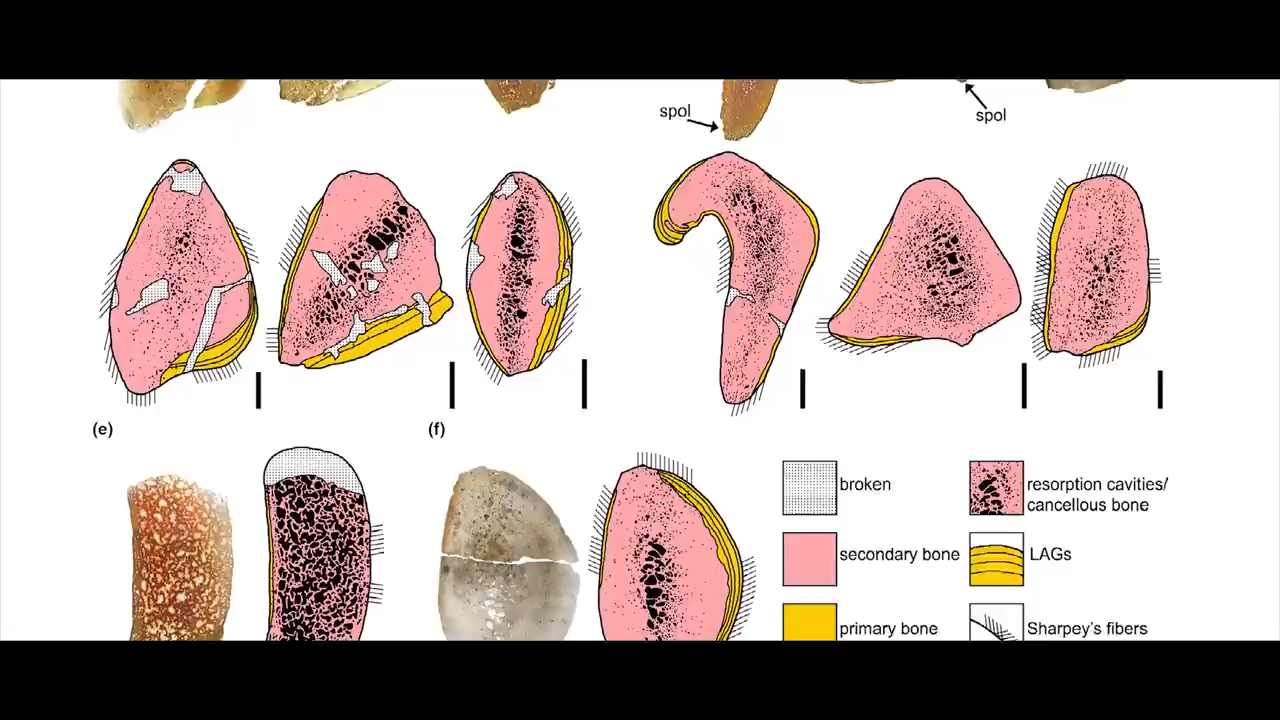 spol
spol
(e)
(f)
broken
resorption cavities/
cancellous bone
secondary bone
LAGs
primary bone
Sharpey's fibers